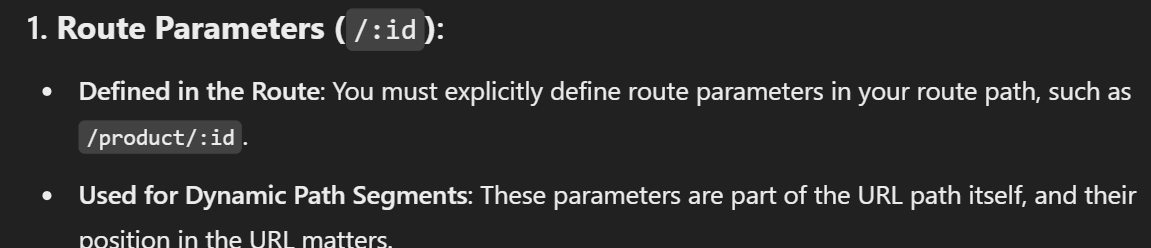 1. Route Parameters (/:id):
• Defined in the Route: You must explicitly define route parameters in your route path, such as
/product/:id.
• Used for Dynamic Path Segments: These parameters are part of the URL path itself, and their
position in the URL matters.